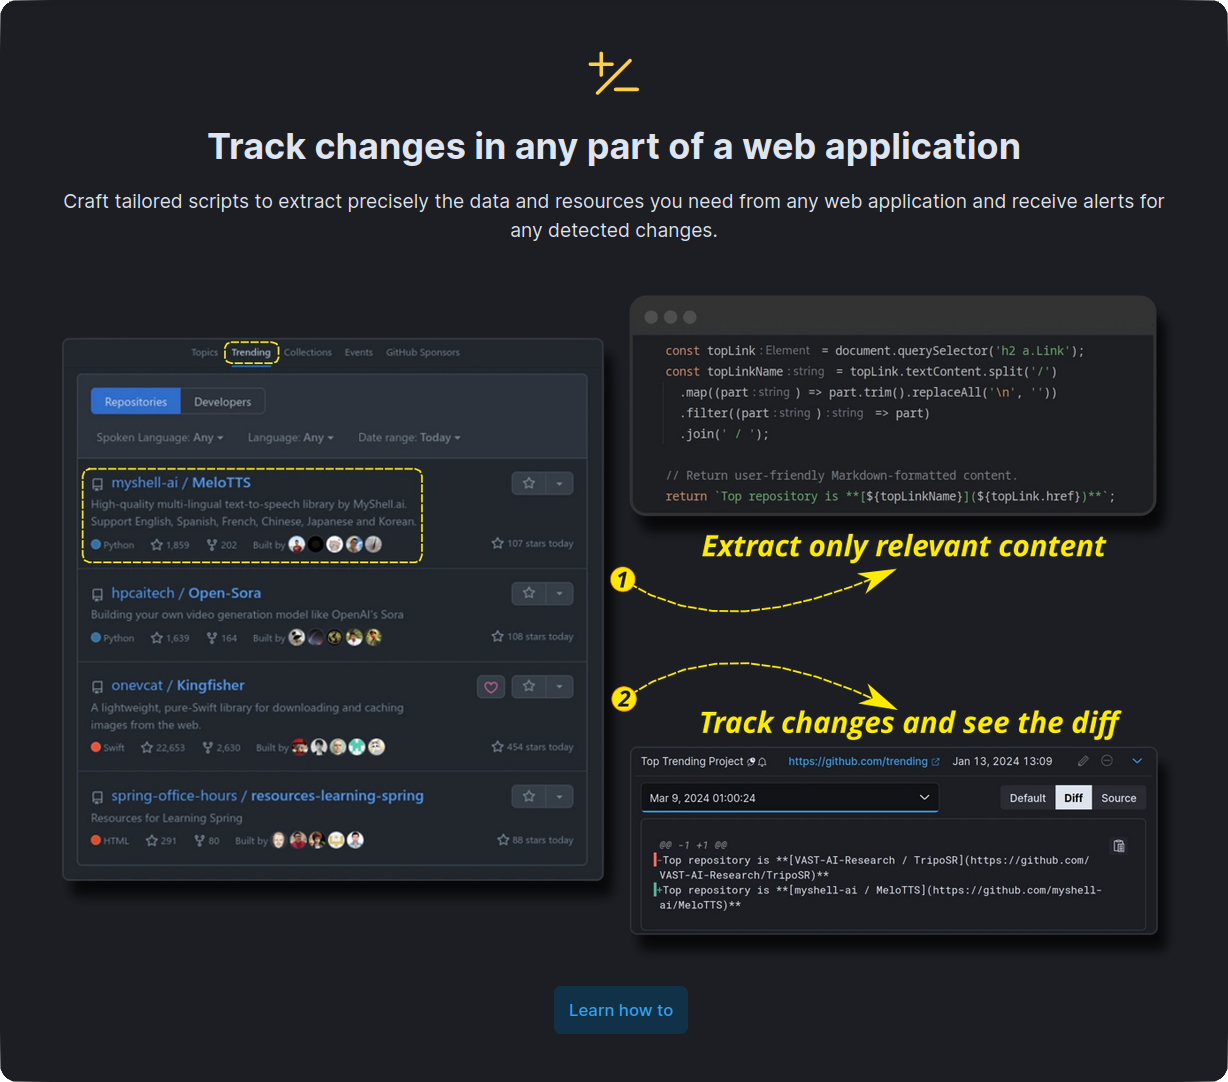 Track changes in any part of a web application
Craft tailored scripts to extract precisely the data and resources you need from any web application and receive alerts for
any detected changes.
Topics Trending Collections Events GitHub Sponsors
Repositories Developers
Spoken Language: Any Language: Any Date range: Today
myshell-ai / MeloTTS
High-quality multi-lingual text-to-speech library by MyShell.ai.
Support English, Spanish, French, Chinese, Japanese and Korean.
Python 1,859 202 Built by 107 stars today
hpcaitech / Open-Sora
Building your own video generation model like OpenAI's Sora
Python 1,639 164 Built by 108 stars today
onevcat / Kingfisher
A lightweight, pure-Swift library for downloading and caching
images from the web.
Swift 22,653 2,630 Built by 454 stars today
spring-office-hours / resources-learning-spring
Resources for Learning Spring
HTML 291 80 Built by 88 stars today
const topLink : Element = document.querySelector('h2 a.Link');
const topLinkName : string = topLink.textContent.split('/')
.map((part : string ) => part.trim().replaceAll('\n', ''))
.filter((part : string ) : string => part)
.join(' / ');
// Return user-friendly Markdown-formatted content.
return `Top repository is **[${topLinkName}](${topLink.href})**`;
Extract only relevant content
1
2
Track changes and see the diff
Top Trending Project https://github.com/trending Jan 13, 2024 13:09
Mar 9, 2024 01:00:24 Default Diff Source
@@ -1 +1 @@
-Top repository is **[VAST-AI-Research / TripoSR](https://github.com/
VAST-AI-Research/TripoSR)**
+Top repository is **[myshell-ai / MeloTTS](https://github.com/myshell-
ai/MeloTTS)**
Learn how to